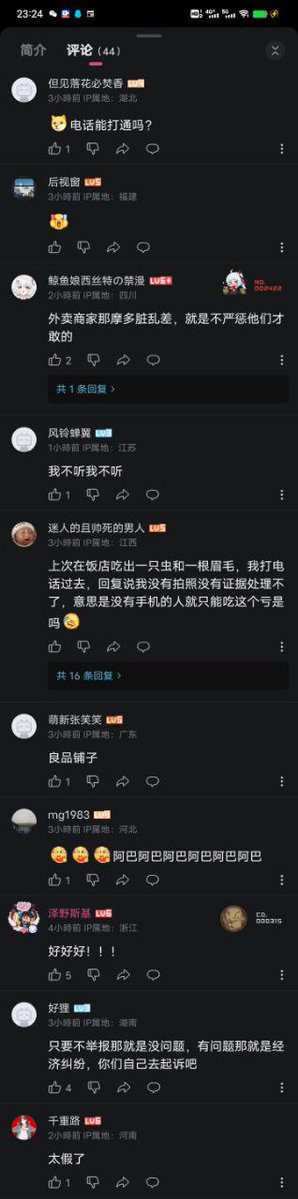 23:24
简介 评论（44）
但见落花必焚香
3小時前 IP属地：湖北
电话能打通吗？
1
后视窗 LV5
3小時前 IP属地：福建
鲸鱼娘西丝特の禁漫 LV6
2小時前 IP属地：四川
NO.
002422
外卖商家那摩多脏乱差，就是不严惩他们才
敢的
2
共 1 条回复 >
风铃蝉翼 LV3
1小時前 IP属地：江苏
我不听我不听
1
迷人的且帅死的男人 LV5
3小時前 IP属地：江西
上次在饭店吃出一只虫和一根眉毛，我打电
话过去，回复说我没有拍照没有证据处理不
了，意思是没有手机的人就只能吃这个亏是
吗
共 16 条回复 >
萌新张笑笑 LV5
3小時前 IP属地：广东
良品铺子
1
mg1983
3小時前 IP属地：河北
阿巴阿巴阿巴阿巴阿巴阿巴
1
泽野斯基 LV6
4小時前 IP属地：浙江
CD.
000315
好好好！！！
5
好狸 LV3
3小時前 IP属地：湖南
只要不举报那就是没问题，有问题那就是经
济纠纷，你们自己去起诉吧
4
千重路 LV6
2小時前 IP属地：河南
太假了
1